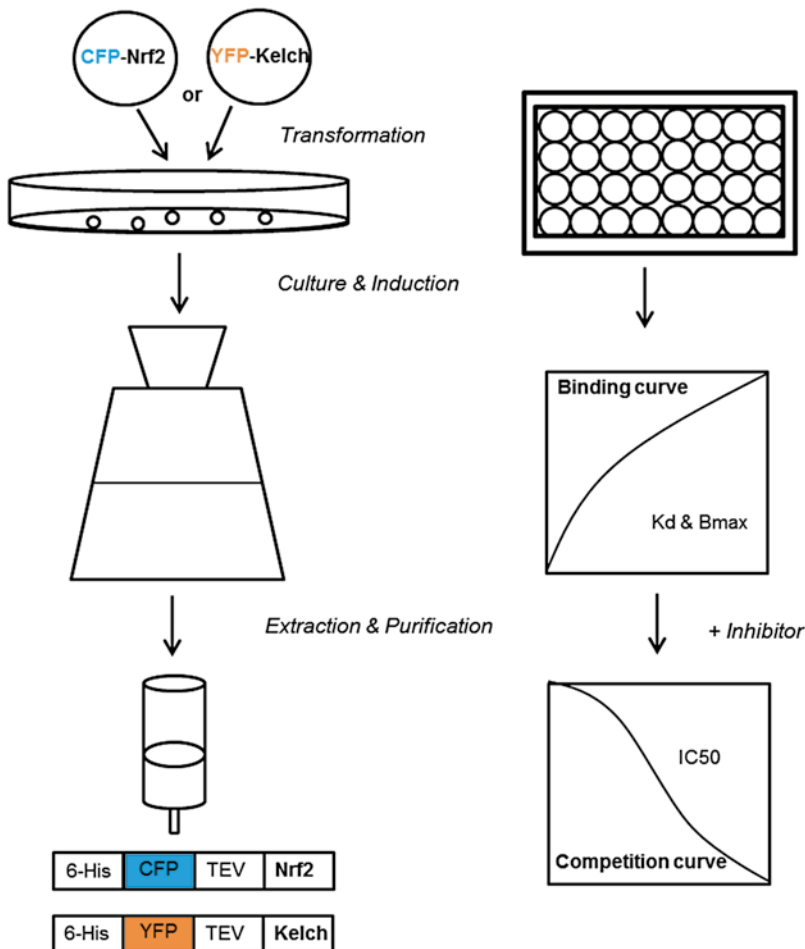 CFP-Nrf2
YFP-Kelch
or
Transformation
Culture & Induction
Extraction & Purification
6-His CFP TEV Nrf2
6-His YFP TEV Kelch
Binding curve
Kd & Bmax
+ Inhibitor
IC50
Competition curve